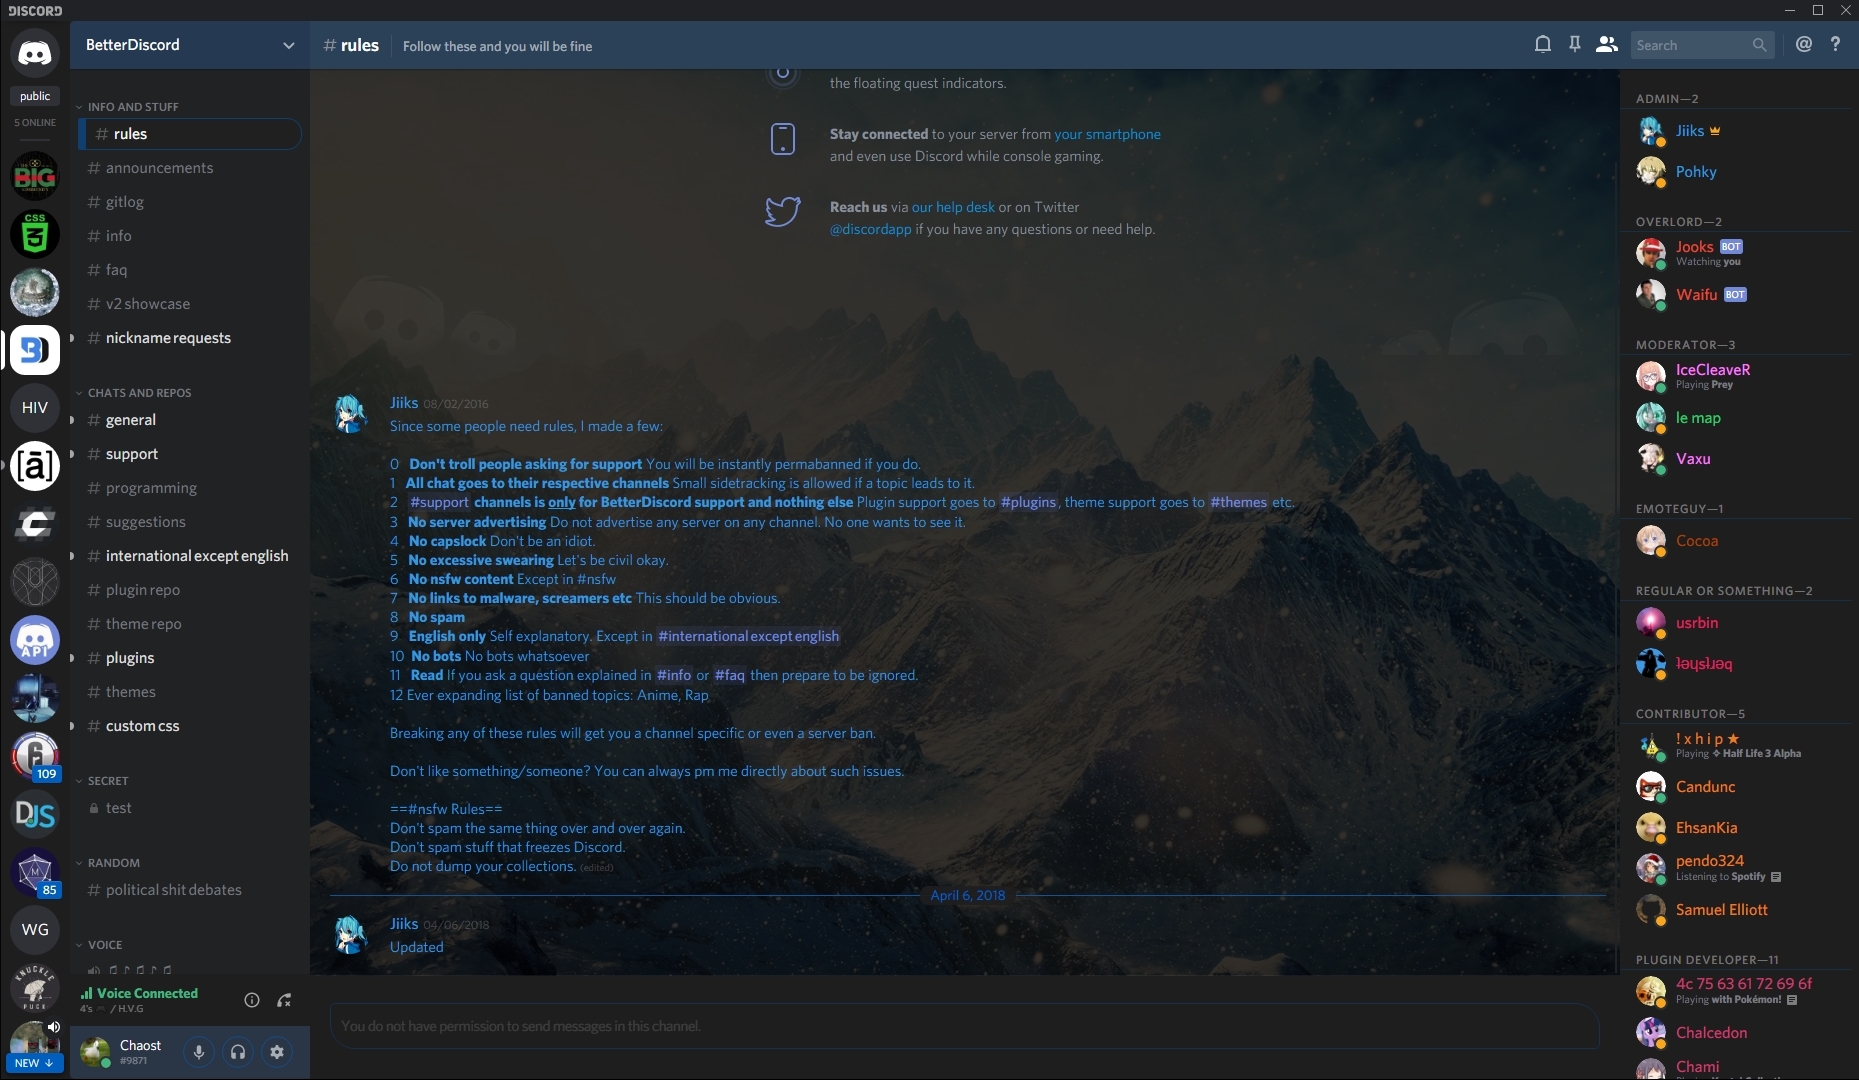 DISCORD
public
5 ONLINE
BIG
CSS
HIV
[ā]
API
109
DJS
M
85
WG
KNUCKLE
PUCK
NEW ↓
BetterDiscord
INFO AND STUFF
# rules
# announcements
# gitlog
# info
# faq
# v2 showcase
# nickname requests
CHATS AND REPOS
# general
# support
# programming
# suggestions
# international except english
# plugin repo
# theme repo
# plugins
# themes
# custom css
SECRET
test
RANDOM
# political shit debates
VOICE
Voice Connected
4's / H.V.G
Chaost
#9871
# rules
Follow these and you will be fine
Search
@ ?
the floating quest indicators.
Stay connected to your server from your smartphone
and even use Discord while console gaming.
Reach us via our help desk or on Twitter
@discordapp if you have any questions or need help.
Jiiks 08/02/2016
Since some people need rules, I made a few:
0 Don't troll people asking for support You will be instantly permabanned if you do.
1 All chat goes to their respective channels Small sidetracking is allowed if a topic leads to it.
2 #support channels is only for BetterDiscord support and nothing else Plugin support goes to #plugins, theme support goes to #themes etc.
3 No server advertising Do not advertise any server on any channel. No one wants to see it.
4 No capslock Don't be an idiot.
5 No excessive swearing Let's be civil okay.
6 No nsfw content Except in #nsfw
7 No links to malware, screamers etc This should be obvious.
8 No spam
9 English only Self explanatory. Except in #international except english
10 No bots No bots whatsoever
11 Read If you ask a question explained in #info or #faq then prepare to be ignored.
12 Ever expanding list of banned topics: Anime, Rap
Breaking any of these rules will get you a channel specific or even a server ban.
Don't like something/someone? You can always pm me directly about such issues.
==#nsfw Rules==
Don't spam the same thing over and over again.
Don't spam stuff that freezes Discord.
Do not dump your collections. (edited)
April 6, 2018
Jiiks 04/06/2018
Updated
You do not have permission to send messages in this channel.
ADMIN—2
Jiiks
Pohky
OVERLORD—2
Jooks BOT
Watching you
Waifu BOT
MODERATOR—3
IceCleaveR
Playing Prey
le map
Vaxu
EMOTEGUY—1
Cocoa
REGULAR OR SOMETHING—2
usrbin
CONTRIBUTOR—5
! x h i p ★
Playing ✧ Half Life 3 Alpha
Candunc
EhsanKia
pendo324
Listening to Spotify
Samuel Elliott
PLUGIN DEVELOPER—11
4c 75 63 61 72 69 6f
Playing with Pokémon!
Chalcedon
Chami